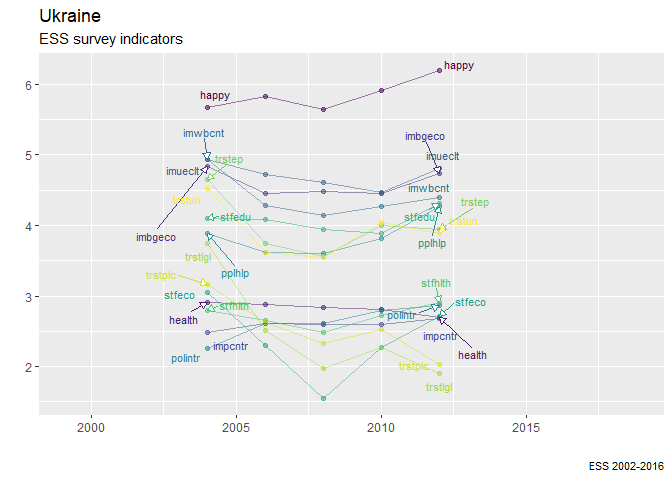 Ukraine
ESS survey indicators
happy
happy
6
imwbcnt
imbgeco
5
trstep
imueclt
imueclt
imwbcnt
trstun
trstep
stfedu
stfedu
trstun
4
imbgeco
pplhlp
trstlgl
pplhlp
trstplc
stfhlth
stfeco
stfhlth
stfeco
3
health
polintr
impcntr
impcntr
polintr
health
trstplc
2
trstlgl
2000
2005
2010
2015
ESS 2002-2016